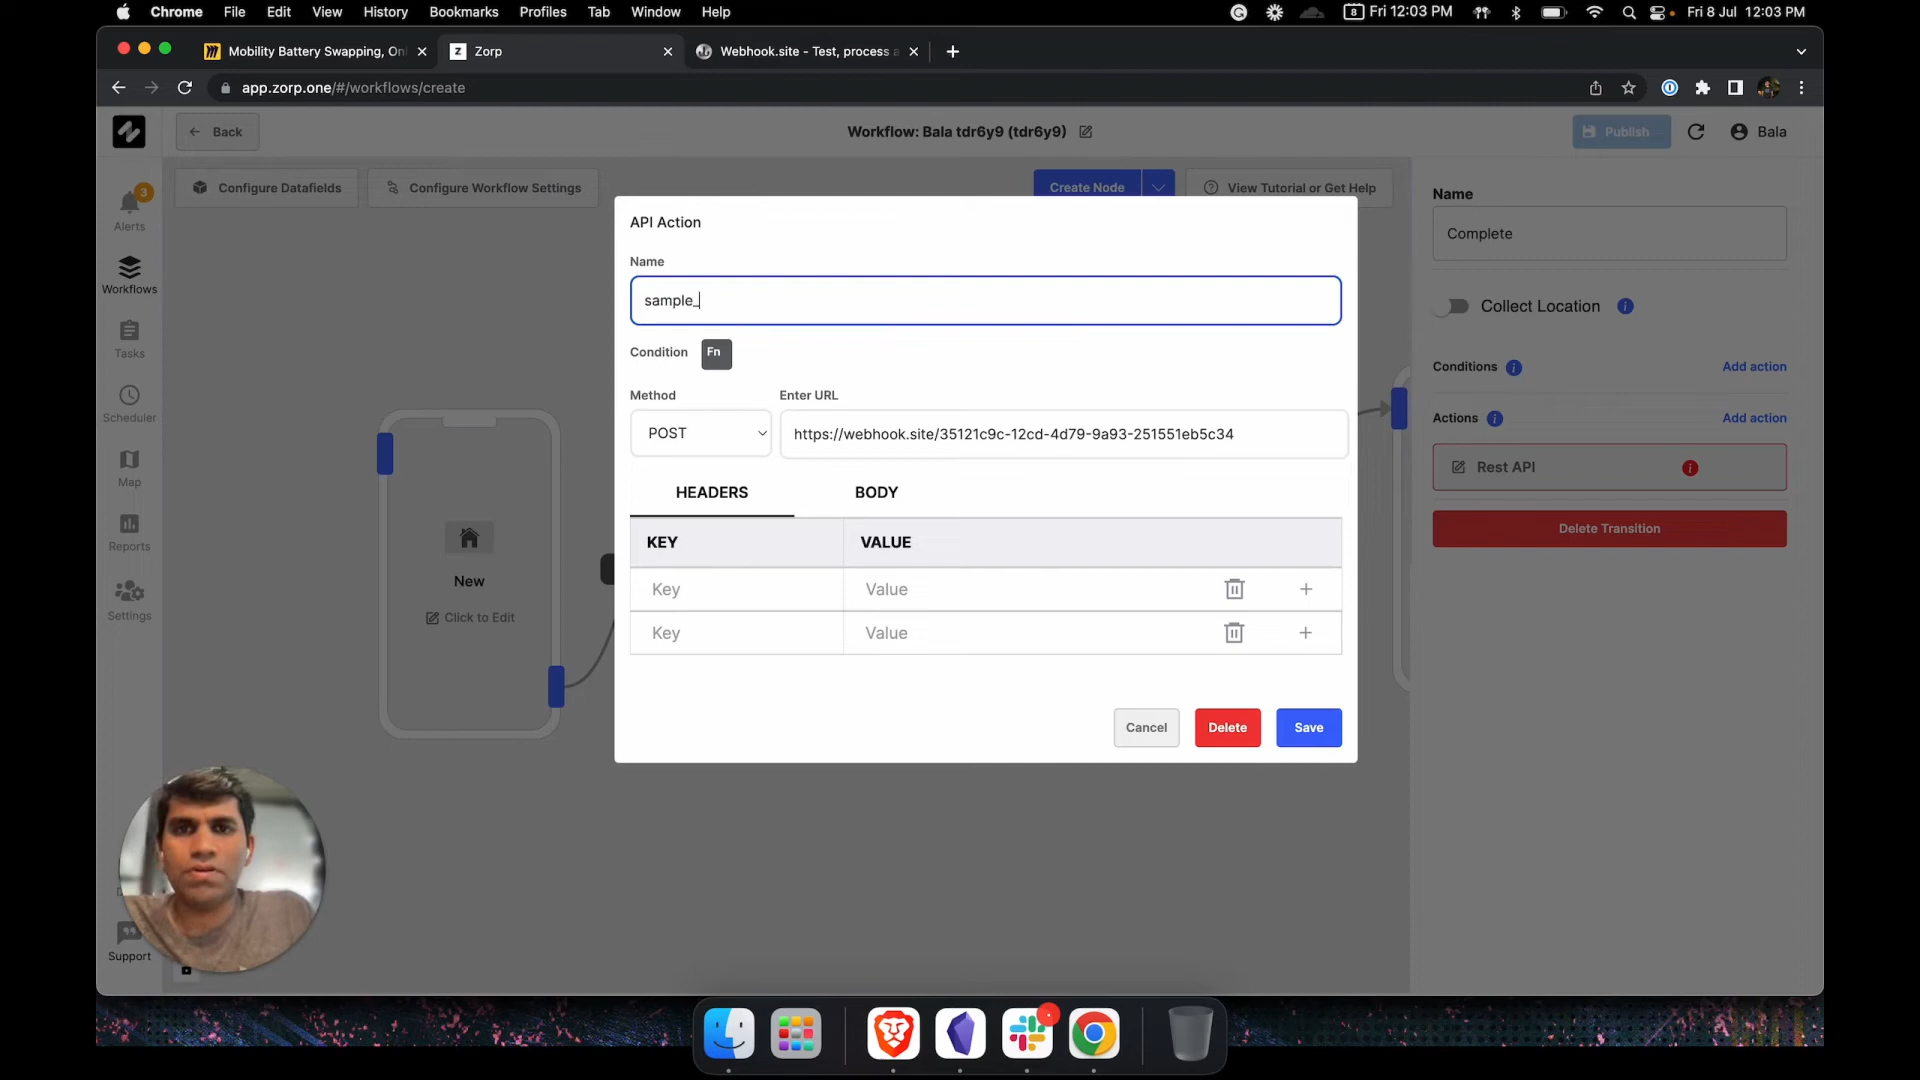 Chrome File Edit View History Bookmarks Profiles Tab Window Help
8 Fri 12:03 PM Fri 8 Jul 12:03 PM
Mobility Battery Swapping, Onl
Zorp
Webhook.site - Test, process a
app.zorp.one/#/workflows/create
Back
Workflow: Bala tdr6y9 (tdr6y9)
Publish
Bala
Configure Datafields
Configure Workflow Settings
Create Node
View Tutorial or Get Help
3
Alerts
Workflows
Tasks
Scheduler
Map
Reports
Settings
Support
New
Click to Edit
API Action
Name
sample_
Condition Fn
Method Enter URL
POST https://webhook.site/35121c9c-12cd-4d79-9a93-251551eb5c34
HEADERS BODY
KEY VALUE
Key Value
Key Value
Cancel Delete Save
Name
Complete
Collect Location
Conditions Add action
Actions Add action
Rest API
Delete Transition